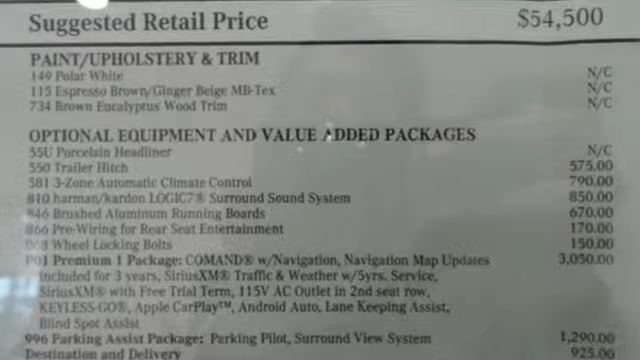 Suggested Retail Price $54,500
PAINT/UPHOLSTERY & TRIM
149 Polar White N/C
115 Espresso Brown/Ginger Beige MB-Tex N/C
734 Brown Eucalyptus Wood Trim N/C
OPTIONAL EQUIPMENT AND VALUE ADDED PACKAGES
55U Porcelain Headliner N/C
550 Trailer Hitch 575.00
581 3-Zone Automatic Climate Control 790.00
810 harman/kardon LOGIC7® Surround Sound System 850.00
846 Brushed Aluminum Running Boards 670.00
866 Pre-Wiring for Rear Seat Entertainment 170.00
B68 Wheel Locking Bolts 150.00
P01 Premium 1 Package: COMAND® w/Navigation, Navigation Map Updates 3,050.00
included for 3 years, SiriusXM® Traffic & Weather w/5yrs. Service,
SiriusXM® with Free Trial Term, 115V AC Outlet in 2nd seat row,
KEYLESS-GO®, Apple CarPlay™, Android Auto, Lane Keeping Assist,
Blind Spot Assist
996 Parking Assist Package: Parking Pilot, Surround View System 1,290.00
Destination and Delivery 925.00